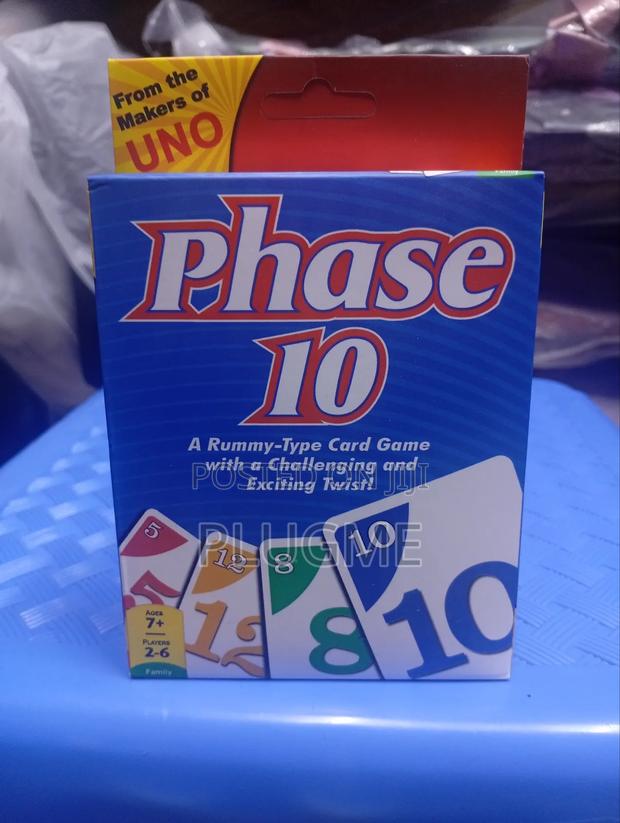 From the
Makers of
UNO
Family
Phase
10
A Rummy-Type Card Game
with a Challenging and
Exciting Twist!
POSTED ON JIJI
PLUGME
5
12
8
10
5
12
8
10
AGES
7+
PLAYERS
2-6
Family